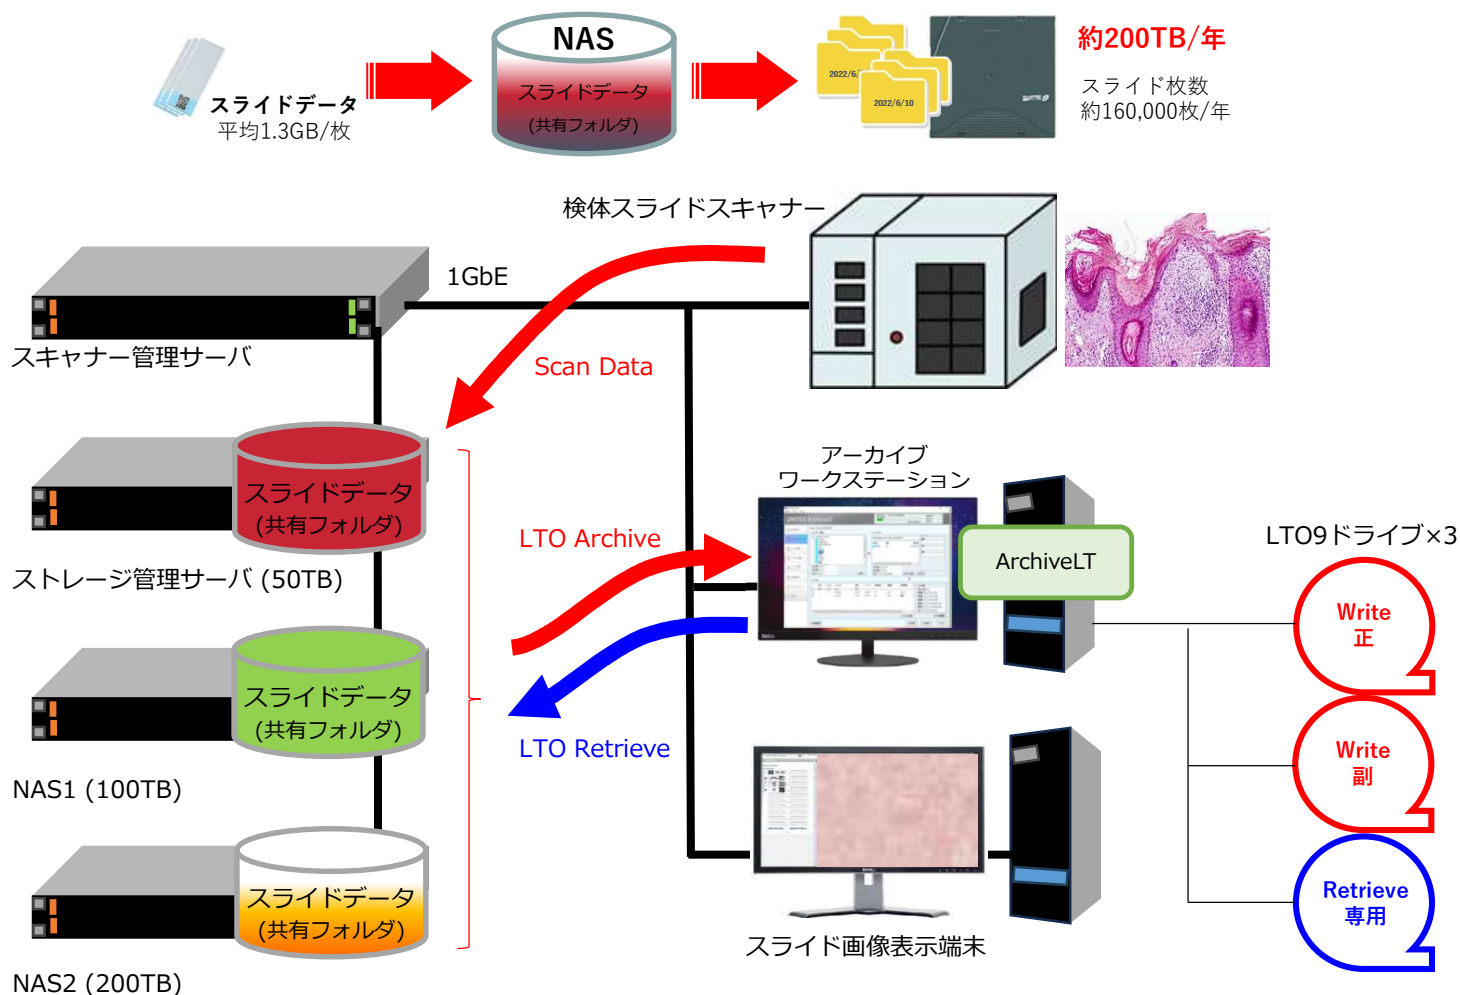 NAS
スライドデータ
(共有フォルダ)
スライドデータ
平均1.3GB/枚
2022/6/
2022/6/10
約200TB/年
スライド枚数
約160,000枚/年
検体スライドスキャナー
1GbE
スキャナー管理サーバ
Scan Data
スライドデータ
(共有フォルダ)
ストレージ管理サーバ (50TB)
LTO Archive
アーカイブ
ワークステーション
ArchiveLT
LTO9ドライブ×3
Write
正
スライドデータ
(共有フォルダ)
NAS1 (100TB)
LTO Retrieve
Write
副
スライドデータ
(共有フォルダ)
NAS2 (200TB)
スライド画像表示端末
Retrieve
専用